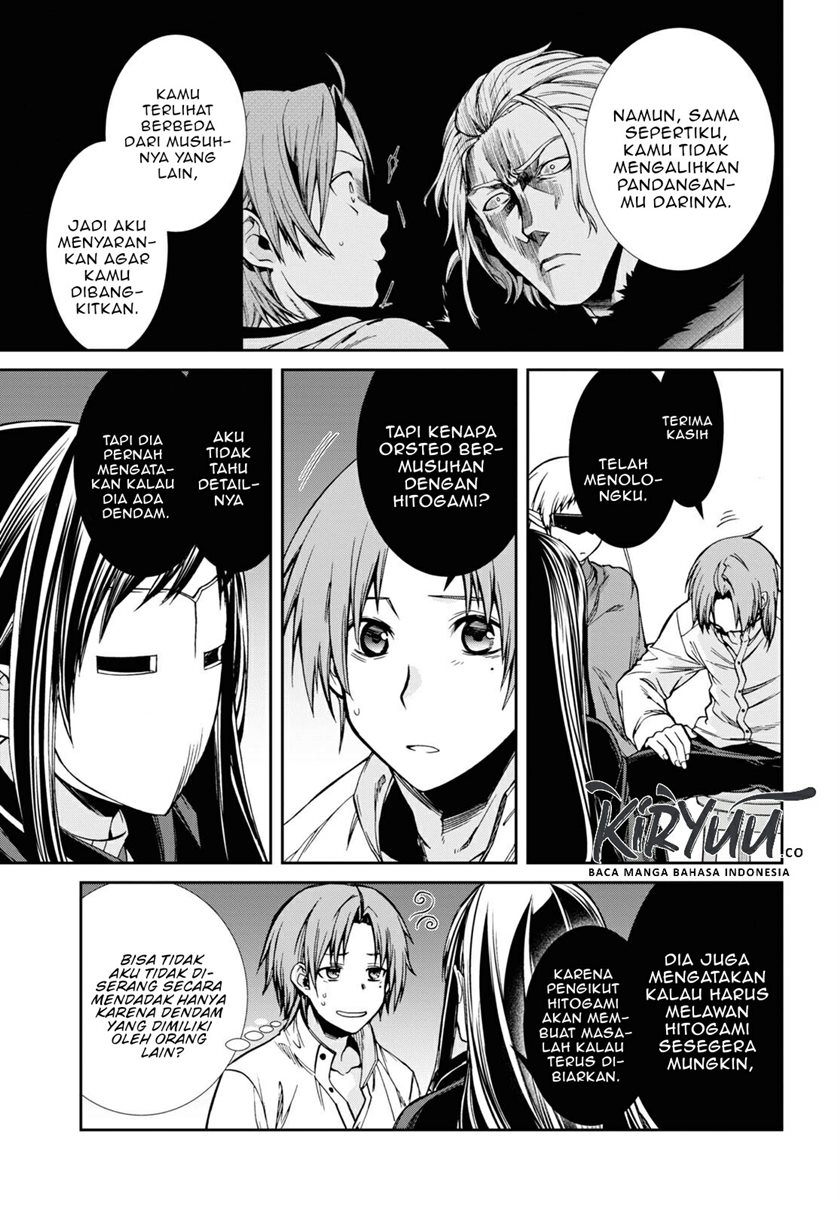 NAMUN, SAMA
SEPERTIKU,
KAMU TIDAK
MENGALIHKAN
PANDANGAN-
MU DARINYA.
KAMU
TERLIHAT
BERBEDA
DARI MUSUH-
NYA YANG
LAIN,
JADI AKU
MENYARAN-
KAN AGAR
KAMU
DIBANG-
KITKAN.
TERIMA
KASIH
TELAH
MENOLO-
NGKU.
TAPI KENAPA
ORSTED BER-
MUSUHAN
DENGAN
HITOGAMI?
AKU
TIDAK
TAHU
DETAIL-
NYA
TAPI DIA
PERNAH
MENGATA-
KAN KALAU
DIA ADA
DENDAM.
KIRYUU.CO
BACA MANGA BAHASA INDONESIA
DIA JUGA
MENGATAKAN
KALAU HARUS
MELAWAN
HITOGAMI
SESEGERA
MUNGKIN,
KARENA
PENGIKUT
HITOGAMI
AKAN MEM-
BUAT MASA-
LAH KALAU
TERUS DI-
BIARKAN.
BISA TIDAK
AKU TIDAK DI-
SERANG SECARA
MENDADAK HANYA
KARENA DENDAM
YANG DIMILIKI
OLEH ORANG
LAIN?